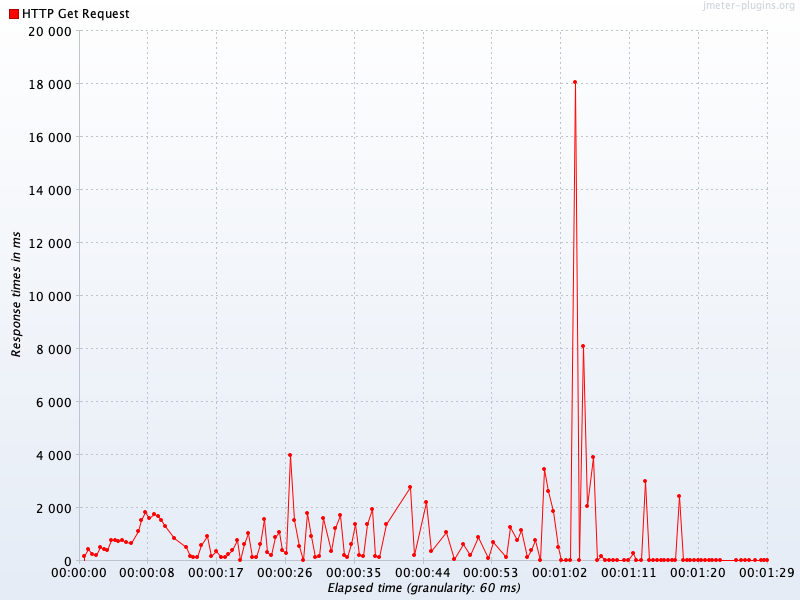 jmeter-plugins.org
HTTP Get Request
20 000
18 000
16 000
14 000
12 000
10 000
8 000
6 000
4 000
2 000
0
Response times in ms
00:00:00 00:00:08 00:00:17 00:00:26 00:00:35 00:00:44 00:00:53 00:01:02 00:01:11 00:01:20 00:01:29
Elapsed time (granularity: 60 ms)